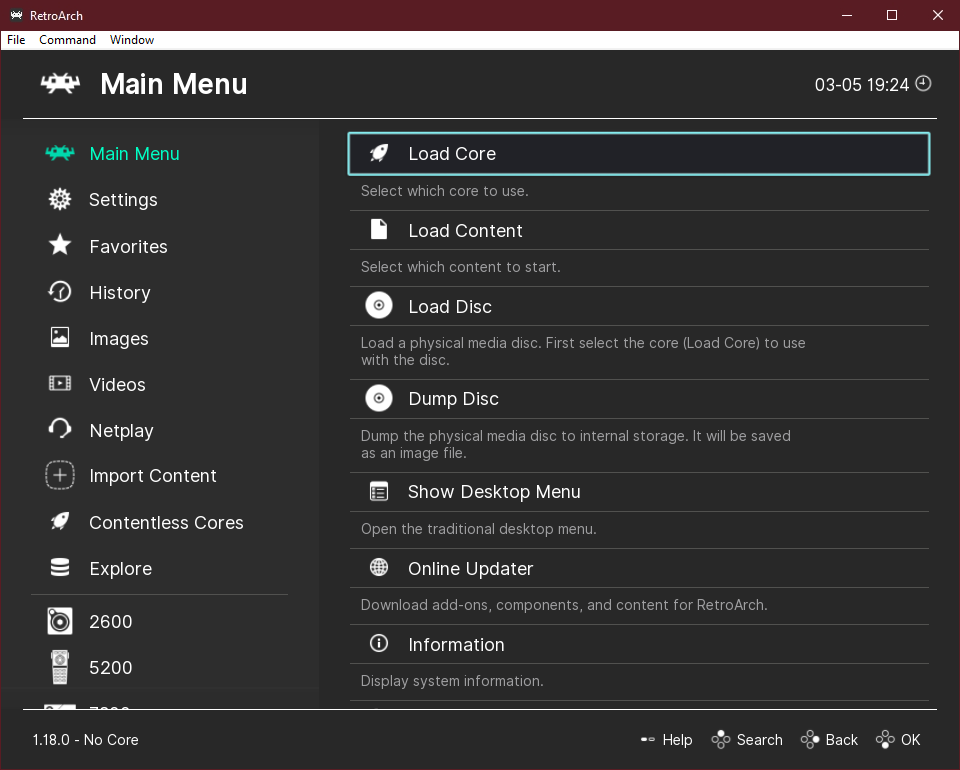 RetroArch
File Command Window
Main Menu
03-05 19:24
Main Menu
Settings
Favorites
History
Images
Videos
Netplay
Import Content
Contentless Cores
Explore
2600
5200
Load Core
Select which core to use.
Load Content
Select which content to start.
Load Disc
Load a physical media disc. First select the core (Load Core) to use
with the disc.
Dump Disc
Dump the physical media disc to internal storage. It will be saved
as an image file.
Show Desktop Menu
Open the traditional desktop menu.
Online Updater
Download add-ons, components, and content for RetroArch.
Information
Display system information.
1.18.0 - No Core
Help Search Back OK